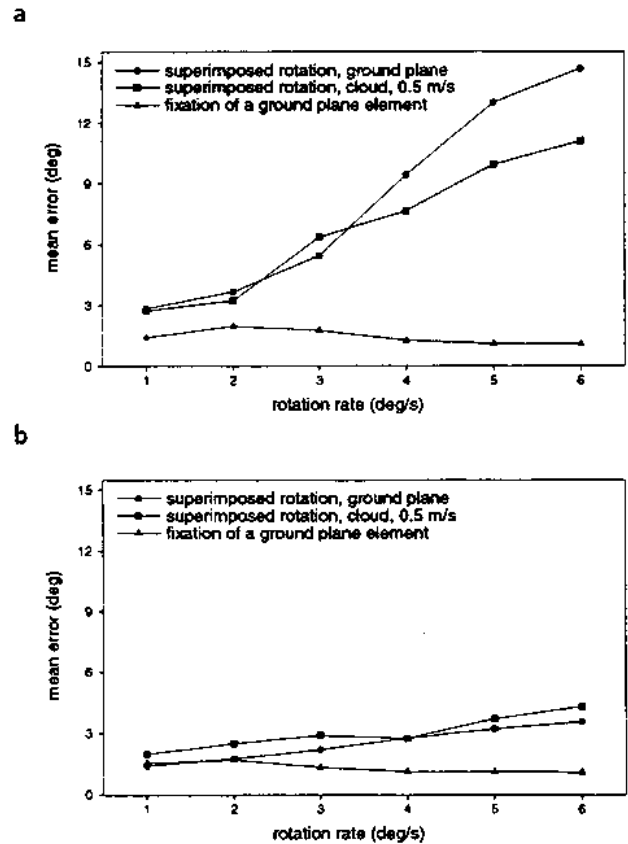 a
15
12
9
6
3
0
superimposed rotation, ground plane
superimposed rotation, cloud, 0.5 m/s
fixation of a ground plane element
mean error (deg)
1 2 3 4 5 6
rotation rate (deg/s)
b
15
12
9
6
3
0
superimposed rotation, ground plane
superimposed rotation, cloud, 0.5 m/s
fixation of a ground plane element
mean error (deg)
1 2 3 4 5 6
rotation rate (deg/s)